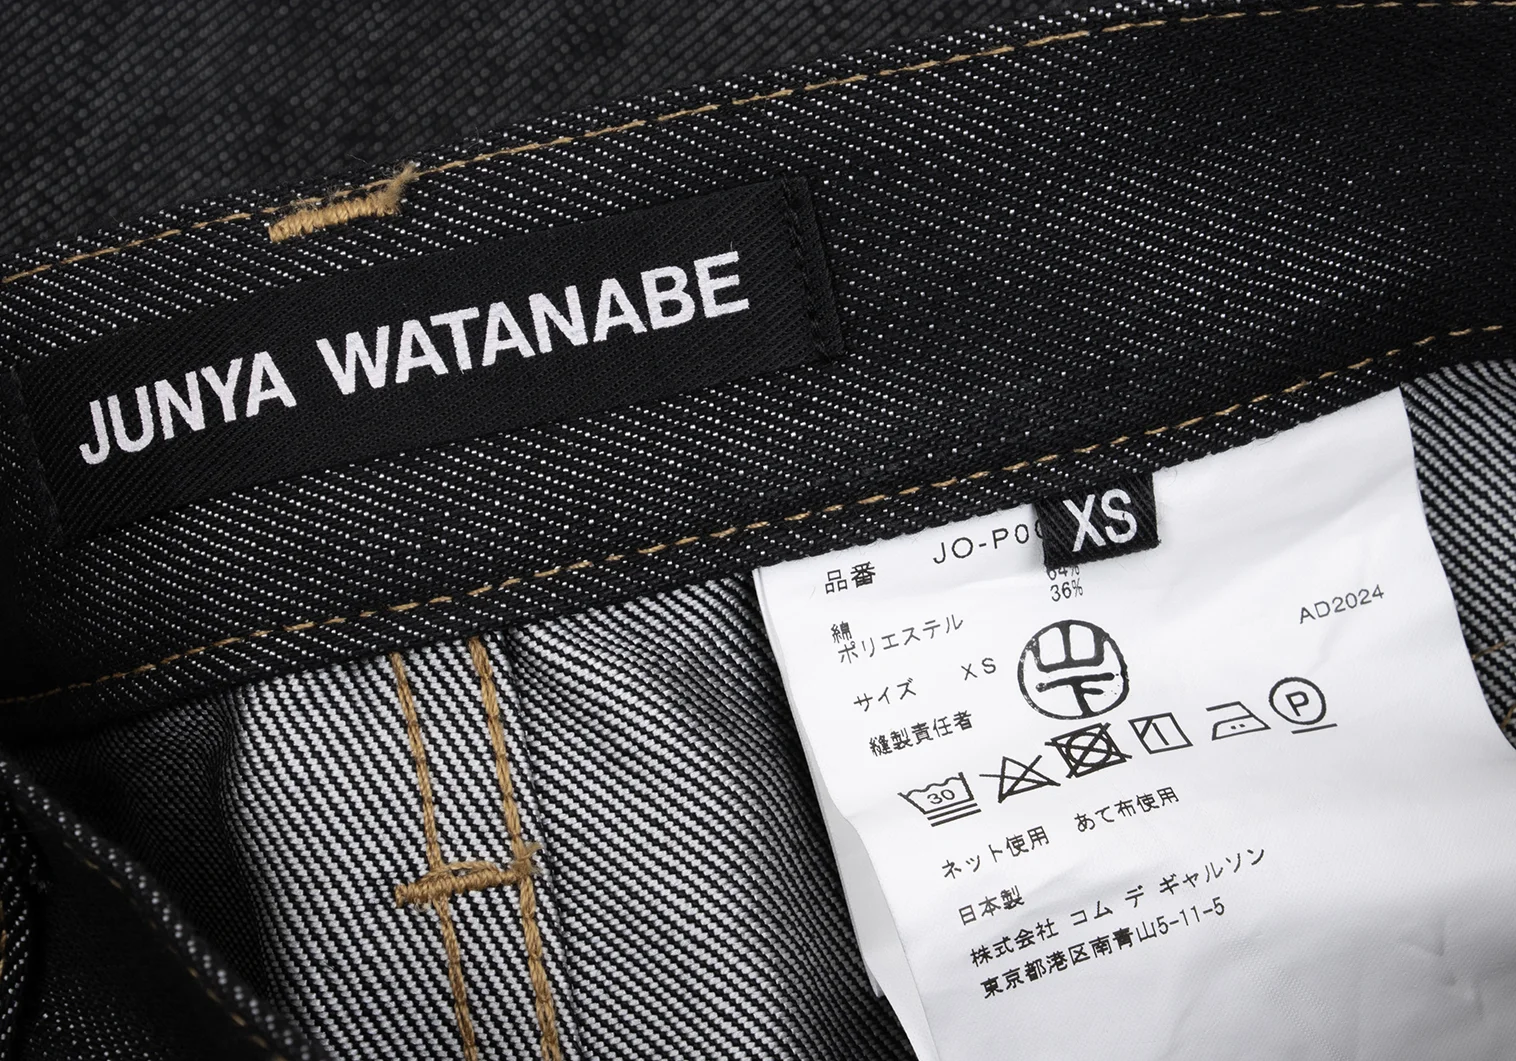 JUNYA WATANABE
XS
品番 JO-P0
64%
36%
綿
ポリエステル
AD2024
サイズ XS
山下
縫製責任者
30
P
ネット使用 あて布使用
日本製
株式会社 コム デ ギャルソン
東京都港区南青山5-11-5